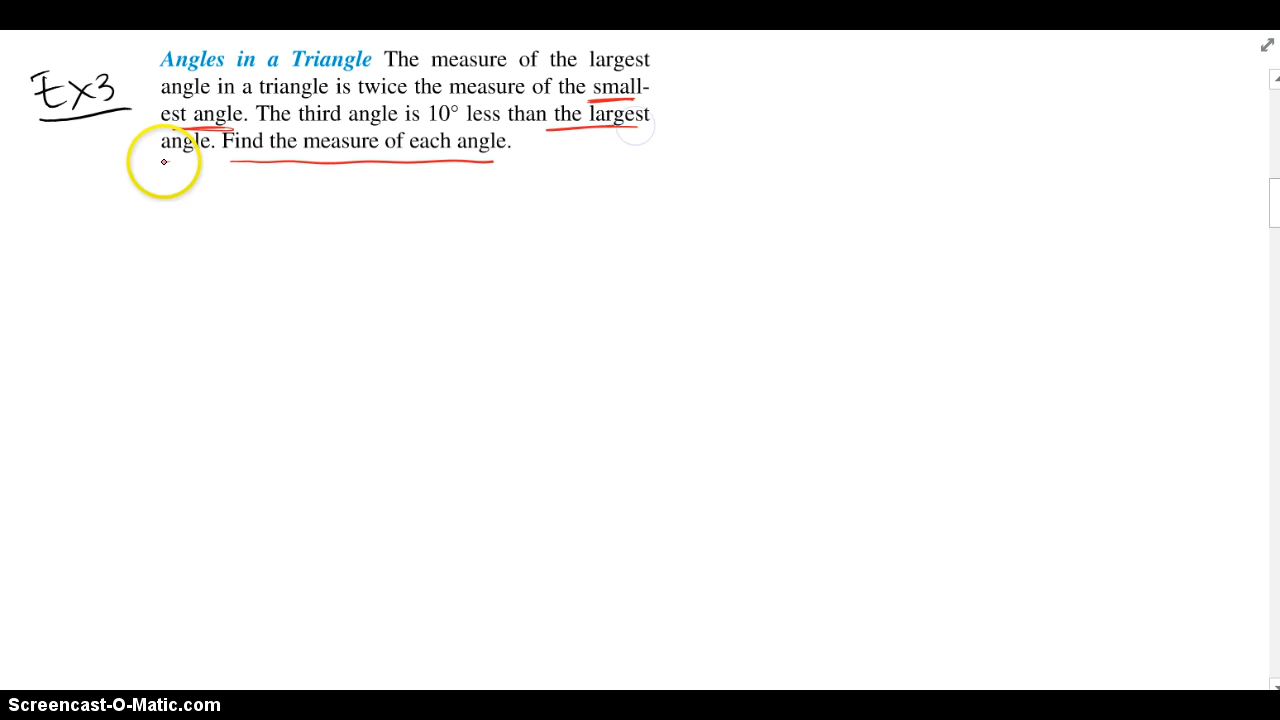 Ex3
Angles in a Triangle The measure of the largest
angle in a triangle is twice the measure of the small-
est angle. The third angle is 10° less than the largest
angle. Find the measure of each angle.
Screencast-O-Matic.com